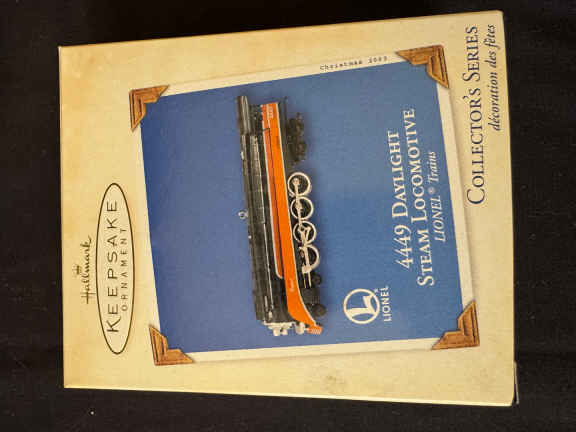 Hallmark
KEEPSAKE
ORNAMENT
Christmas 2003
4449 DAYLIGHT
STEAM LOCOMOTIVE
LIONEL® Trains
L®
LIONEL
COLLECTOR'S SERIES
décoration des fêtes